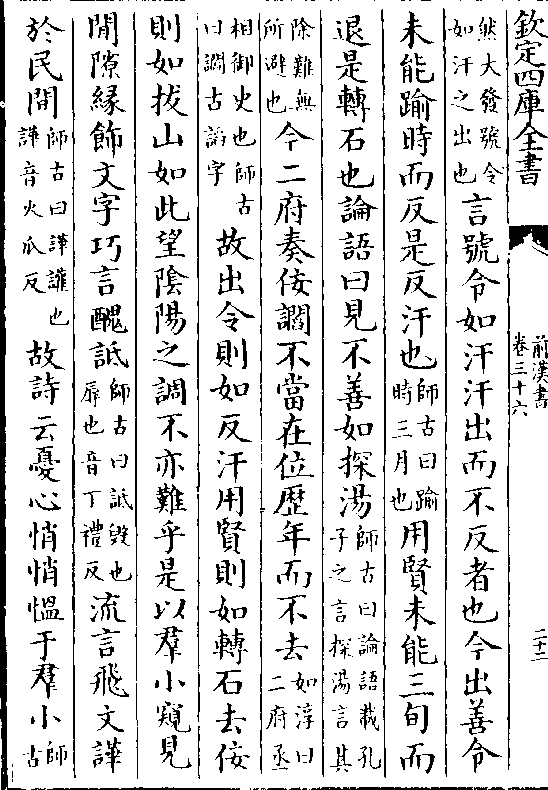 欽定四庫全書
前漢書
卷三十六
二十二
然大發號令
如汗之出也
言號令如汗汗出而不反者也今出善令
未能踰時而反是反汗也
師古曰踰
時三月也
用賢未能三旬而
退是轉石也論語曰見不善如探湯
師古曰論語載孔
子之言探湯言其
除難無
所避也
今二府奏佞讇不當在位歴年而不去
如淳曰
二府丞
相御史也師古
曰讇古謟字
故出令則如反汗用賢則如轉石去佞
則如拔山如此望隂陽之調不亦難乎是以羣小窺見
間隙緣飾文字巧言醜詆
師古曰詆毀也
辱也音丁禮反
流言飛文譁
於民間
師古曰譁讙也
譁音火瓜反
故詩云憂心悄悄愠于羣小
師
古